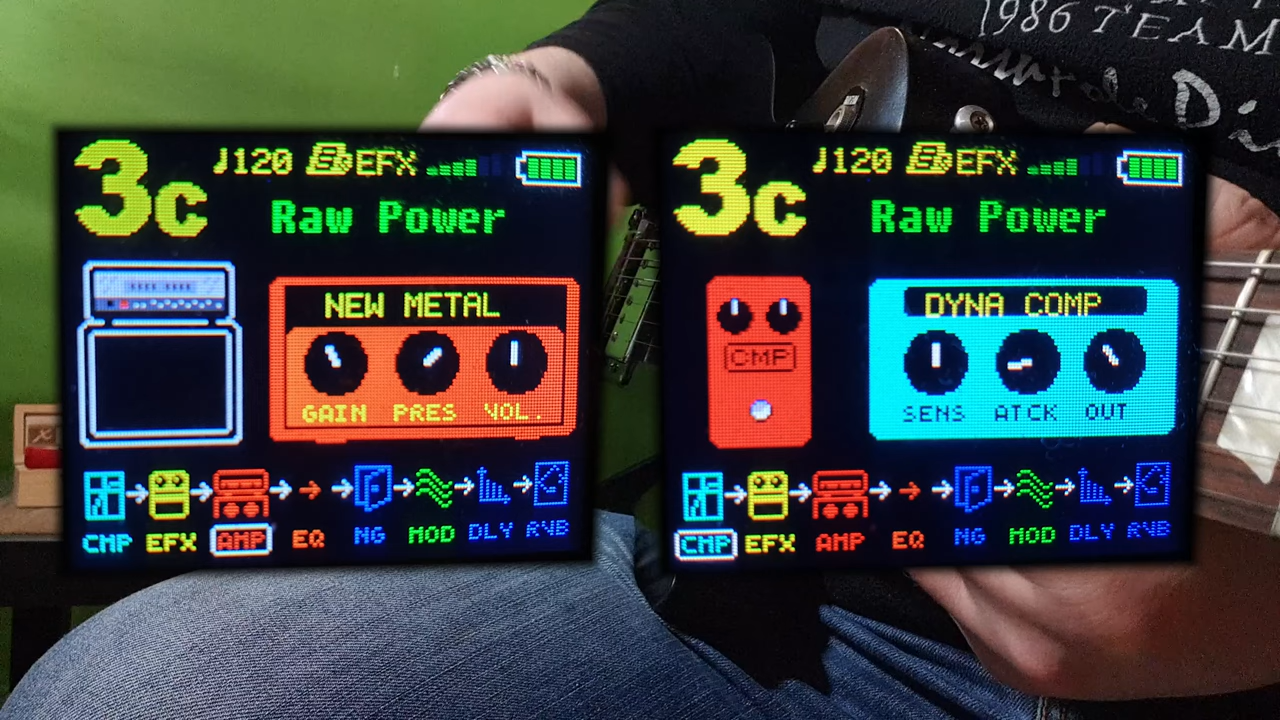 1986 TEAM
Di
3c
♩120 EFX
Raw Power
NEW METAL
GAIN PRES VOL.
CMP EFX AMP EQ NG MOD DLY RVB
3c
♩120 EFX
Raw Power
CMP
DYNA COMP
SENS ATCK OUT
CMP EFX AMP EQ NG MOD DLY RVB